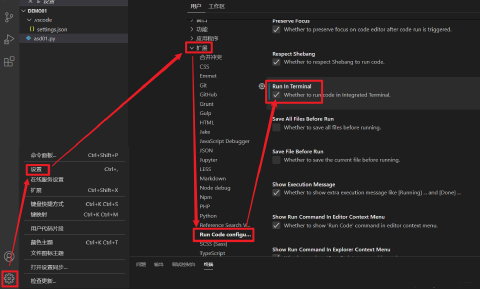 设置
DEMO01
.vscode
settings.json
asd01.py
命令面板... Ctrl+Shift+P
设置 Ctrl+,
在线服务设置
扩展 Ctrl+Shift+X
键盘快捷方式 Ctrl+K Ctrl+S
键映射 Ctrl+K Ctrl+M
用户代码片段
颜色主题 Ctrl+K Ctrl+T
文件图标主题
打开设置同步...
检查更新...
用户 工作区
窗口
功能
应用程序
扩展
合并冲突
CSS
Emmet
Git
GitHub
Grunt
Gulp
HTML
Jake
JavaScript Debugger
JSON
Jupyter
LESS
Markdown
Node debug
Npm
PHP
Python
Reference Search V...
Run Code configu...
SCSS (Sass)
TypeScript
Preserve Focus
Whether to preserve focus on code editor after code run is triggered.
Respect Shebang
Whether to respect Shebang to run code.
Run In Terminal
Whether to run code in Integrated Terminal.
Save All Files Before Run
Whether to save all files before running.
Save File Before Run
Whether to save the current file before running.
Show Execution Message
Whether to show extra execution message like [Running] ... and [Done]...
Show Run Command In Editor Context Menu
Whether to show 'Run Code' command in editor context menu.
Show Run Command In Explorer Context Menu
问题 输出 调试控制台 终端